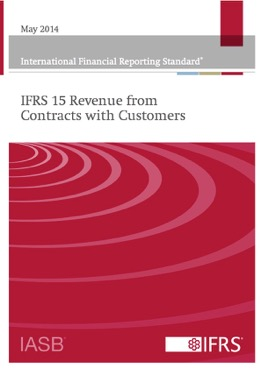 May 2014
International Financial Reporting Standard®
IFRS 15 Revenue from
Contracts with Customers
IASB®
IFRS®